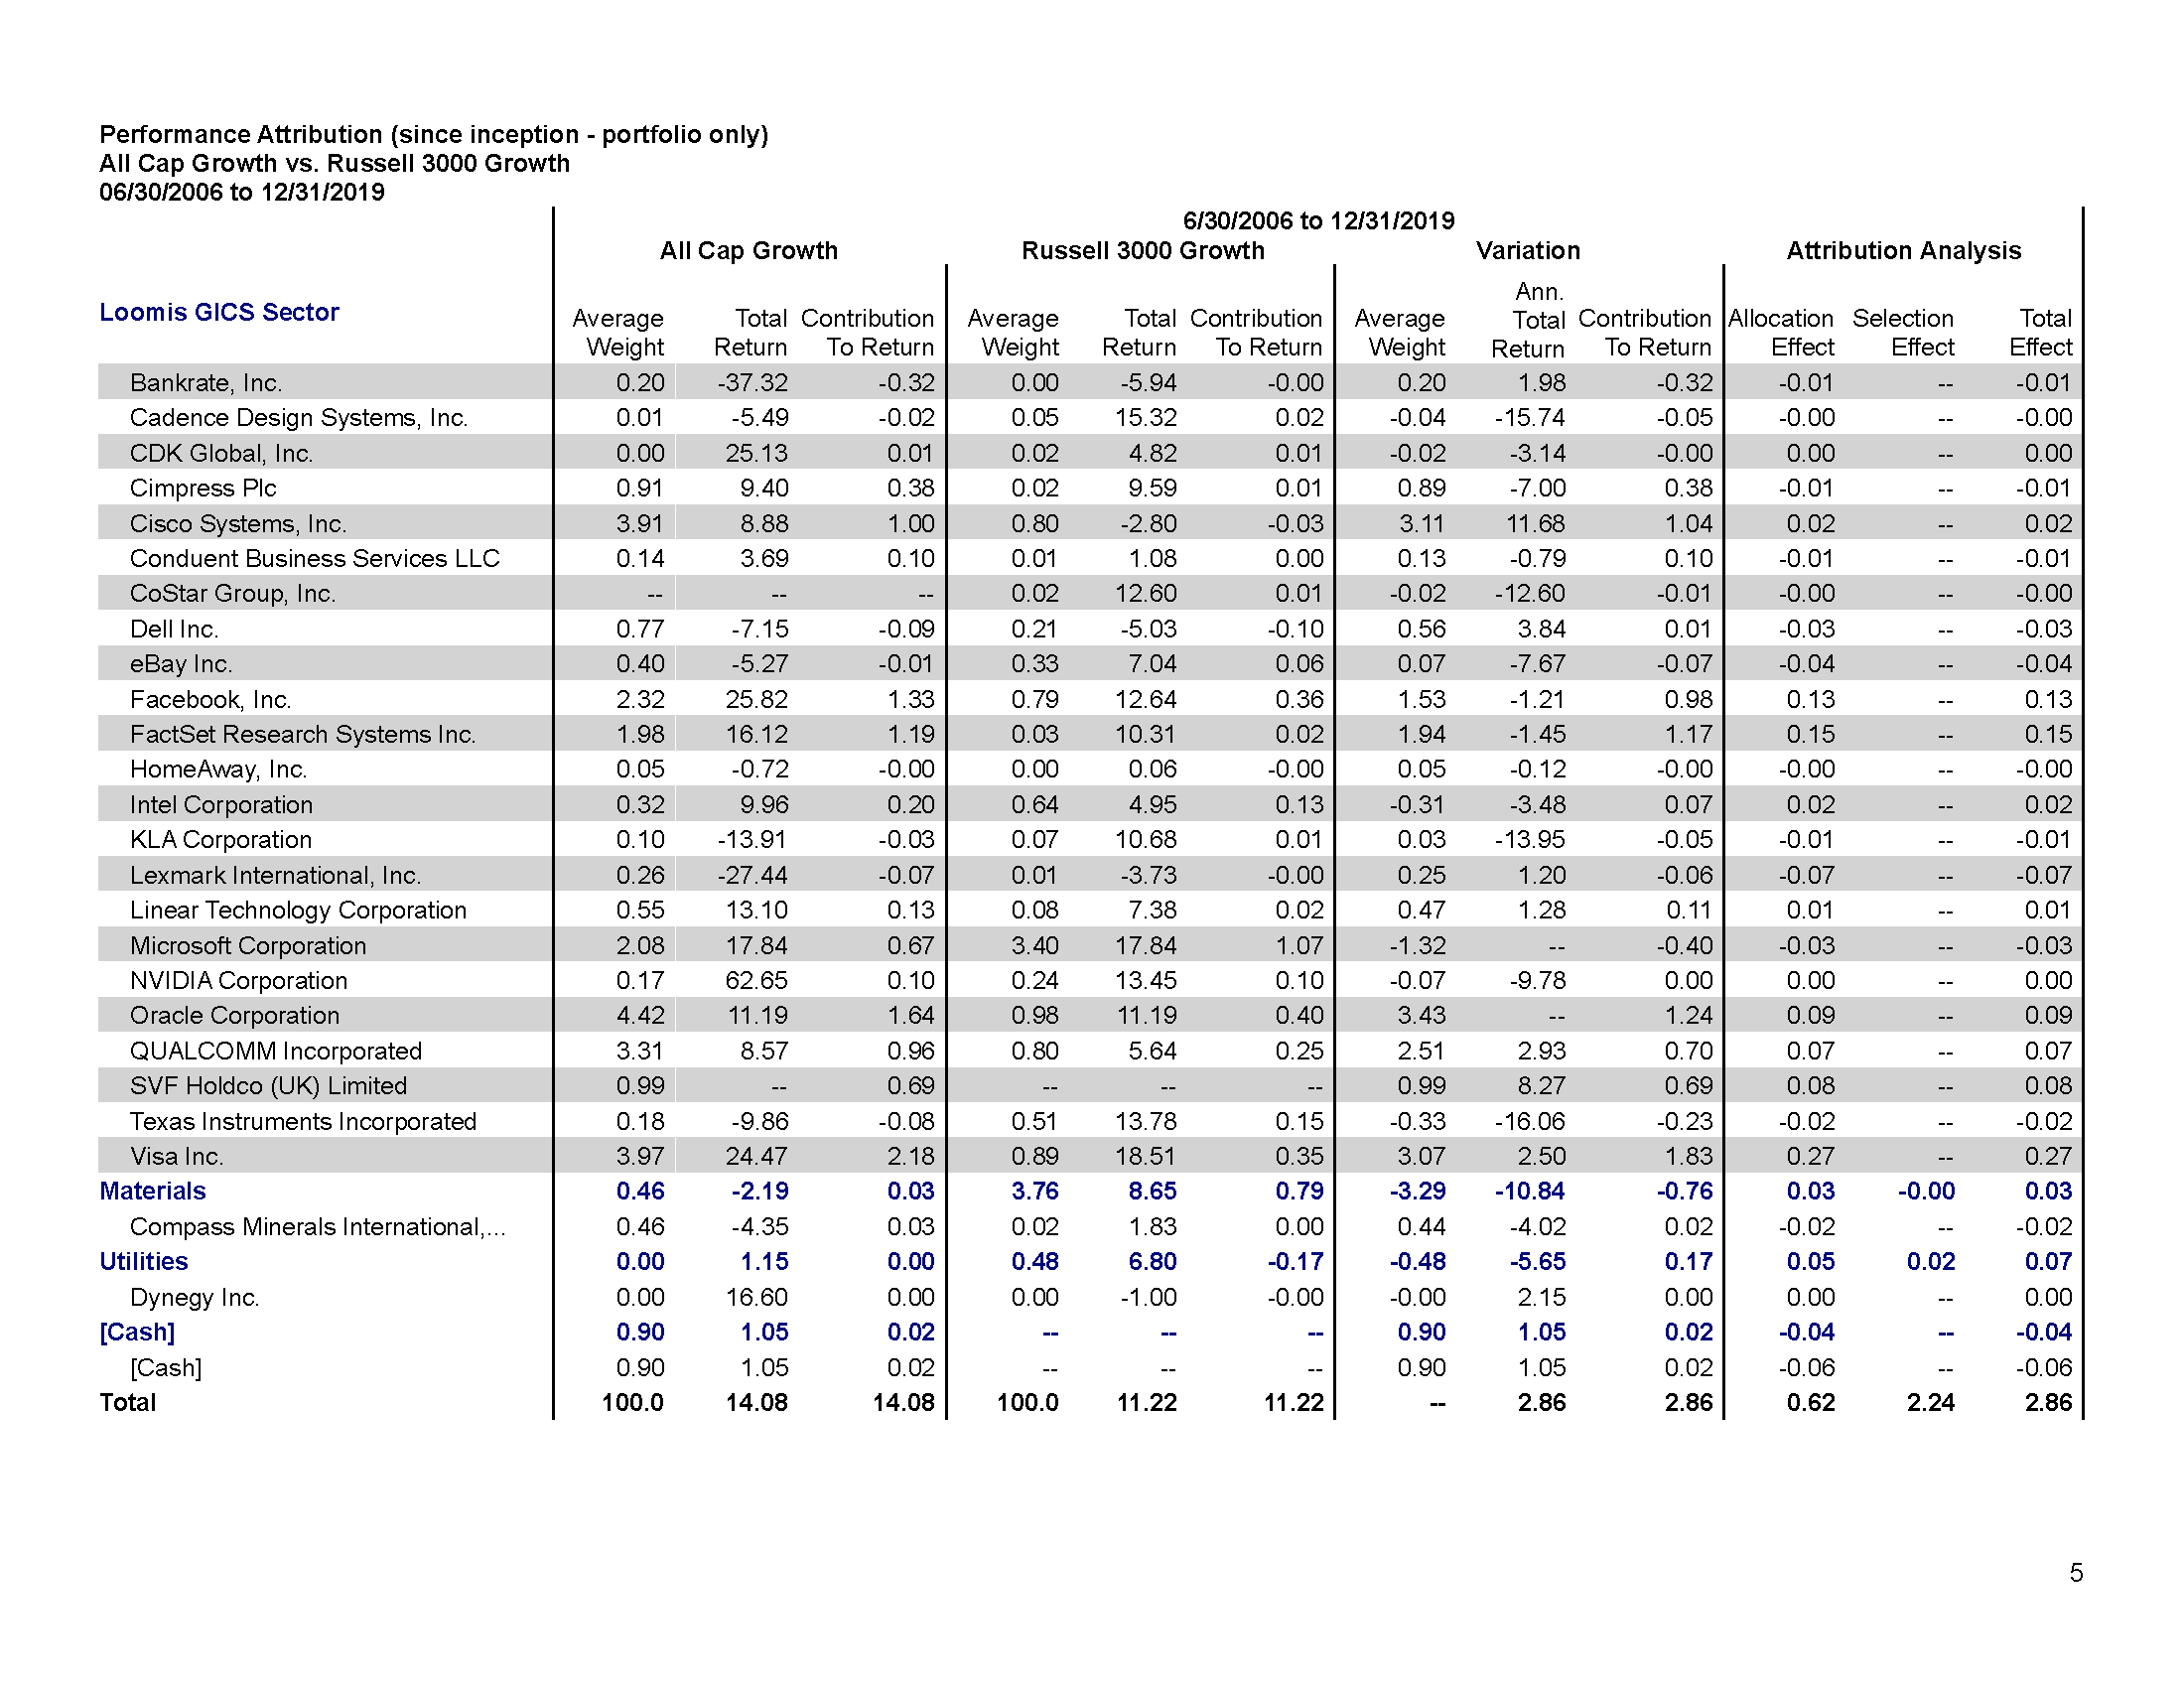 Performance Attribution (since inception - portfolio only)
All Cap Growth vs. Russell 3000 Growth
06/30/2006 to 12/31/2019
6/30/2006 to 12/31/2019
All Cap Growth Russell 3000 Growth Variation Attribution Analysis
Loomis GICS Sector Average Weight Total Return Contribution To Return Average Weight Total Return Contribution To Return Average Weight Ann. Total Return Contribution To Return Allocation Effect Selection Effect Total Effect
Bankrate, Inc. 0.20 -37.32 -0.32 0.00 -5.94 -0.00 0.20 1.98 -0.32 -0.01 -- -0.01
Cadence Design Systems, Inc. 0.01 -5.49 -0.02 0.05 15.32 0.02 -0.04 -15.74 -0.05 -0.00 -- -0.00
CDK Global, Inc. 0.00 25.13 0.01 0.02 4.82 0.01 -0.02 -3.14 -0.00 0.00 -- 0.00
Cimpress Plc 0.91 9.40 0.38 0.02 9.59 0.01 0.89 -7.00 0.38 -0.01 -- -0.01
Cisco Systems, Inc. 3.91 8.88 1.00 0.80 -2.80 -0.03 3.11 11.68 1.04 0.02 -- 0.02
Conduent Business Services LLC 0.14 3.69 0.10 0.01 1.08 0.00 0.13 -0.79 0.10 -0.01 -- -0.01
CoStar Group, Inc. -- -- -- 0.02 12.60 0.01 -0.02 -12.60 -0.01 -0.00 -- -0.00
Dell Inc. 0.77 -7.15 -0.09 0.21 -5.03 -0.10 0.56 3.84 0.01 -0.03 -- -0.03
eBay Inc. 0.40 -5.27 -0.01 0.33 7.04 0.06 0.07 -7.67 -0.07 -0.04 -- -0.04
Facebook, Inc. 2.32 25.82 1.33 0.79 12.64 0.36 1.53 -1.21 0.98 0.13 -- 0.13
FactSet Research Systems Inc. 1.98 16.12 1.19 0.03 10.31 0.02 1.94 -1.45 1.17 0.15 -- 0.15
HomeAway, Inc. 0.05 -0.72 -0.00 0.00 0.06 -0.00 0.05 -0.12 -0.00 -0.00 -- -0.00
Intel Corporation 0.32 9.96 0.20 0.64 4.95 0.13 -0.31 -3.48 0.07 0.02 -- 0.02
KLA Corporation 0.10 -13.91 -0.03 0.07 10.68 0.01 0.03 -13.95 -0.05 -0.01 -- -0.01
Lexmark International, Inc. 0.26 -27.44 -0.07 0.01 -3.73 -0.00 0.25 1.20 -0.06 -0.07 -- -0.07
Linear Technology Corporation 0.55 13.10 0.13 0.08 7.38 0.02 0.47 1.28 0.11 0.01 -- 0.01
Microsoft Corporation 2.08 17.84 0.67 3.40 17.84 1.07 -1.32 -- -0.40 -0.03 -- -0.03
NVIDIA Corporation 0.17 62.65 0.10 0.24 13.45 0.10 -0.07 -9.78 0.00 0.00 -- 0.00
Oracle Corporation 4.42 11.19 1.64 0.98 11.19 0.40 3.43 -- 1.24 0.09 -- 0.09
QUALCOMM Incorporated 3.31 8.57 0.96 0.80 5.64 0.25 2.51 2.93 0.70 0.07 -- 0.07
SVF Holdco (UK) Limited 0.99 -- 0.69 -- -- -- 0.99 8.27 0.69 0.08 -- 0.08
Texas Instruments Incorporated 0.18 -9.86 -0.08 0.51 13.78 0.15 -0.33 -16.06 -0.23 -0.02 -- -0.02
Visa Inc. 3.97 24.47 2.18 0.89 18.51 0.35 3.07 2.50 1.83 0.27 -- 0.27
Materials 0.46 -2.19 0.03 3.76 8.65 0.79 -3.29 -10.84 -0.76 0.03 -0.00 0.03
Compass Minerals International,... 0.46 -4.35 0.03 0.02 1.83 0.00 0.44 -4.02 0.02 -0.02 -- -0.02
Utilities 0.00 1.15 0.00 0.48 6.80 -0.17 -0.48 -5.65 0.17 0.05 0.02 0.07
Dynegy Inc. 0.00 16.60 0.00 0.00 -1.00 -0.00 -0.00 2.15 0.00 0.00 -- 0.00
[Cash] 0.90 1.05 0.02 -- -- -- 0.90 1.05 0.02 -0.04 -- -0.04
[Cash] 0.90 1.05 0.02 -- -- -- 0.90 1.05 0.02 -0.06 -- -0.06
Total 100.0 14.08 14.08 100.0 11.22 11.22 -- 2.86 2.86 0.62 2.24 2.86
5